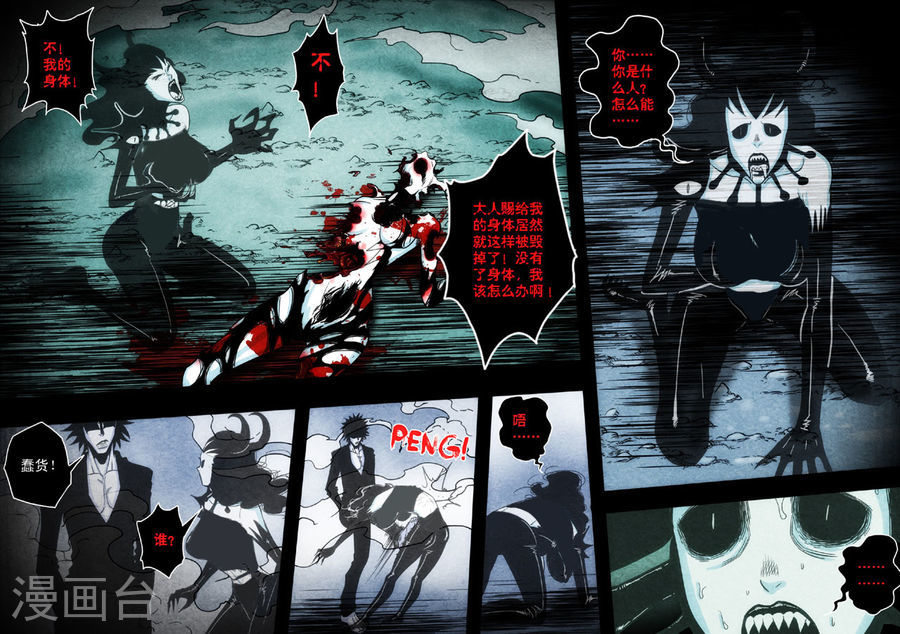 不！
我的
身体！
不
！
大人赐给我
的身体居然
就这样被毁
掉了！没有
了身体，我
该怎么办啊！
蠢货！
谁？
PENG!
唔
……
你……
你是什
么人？
怎么能
……
……
……
漫画台